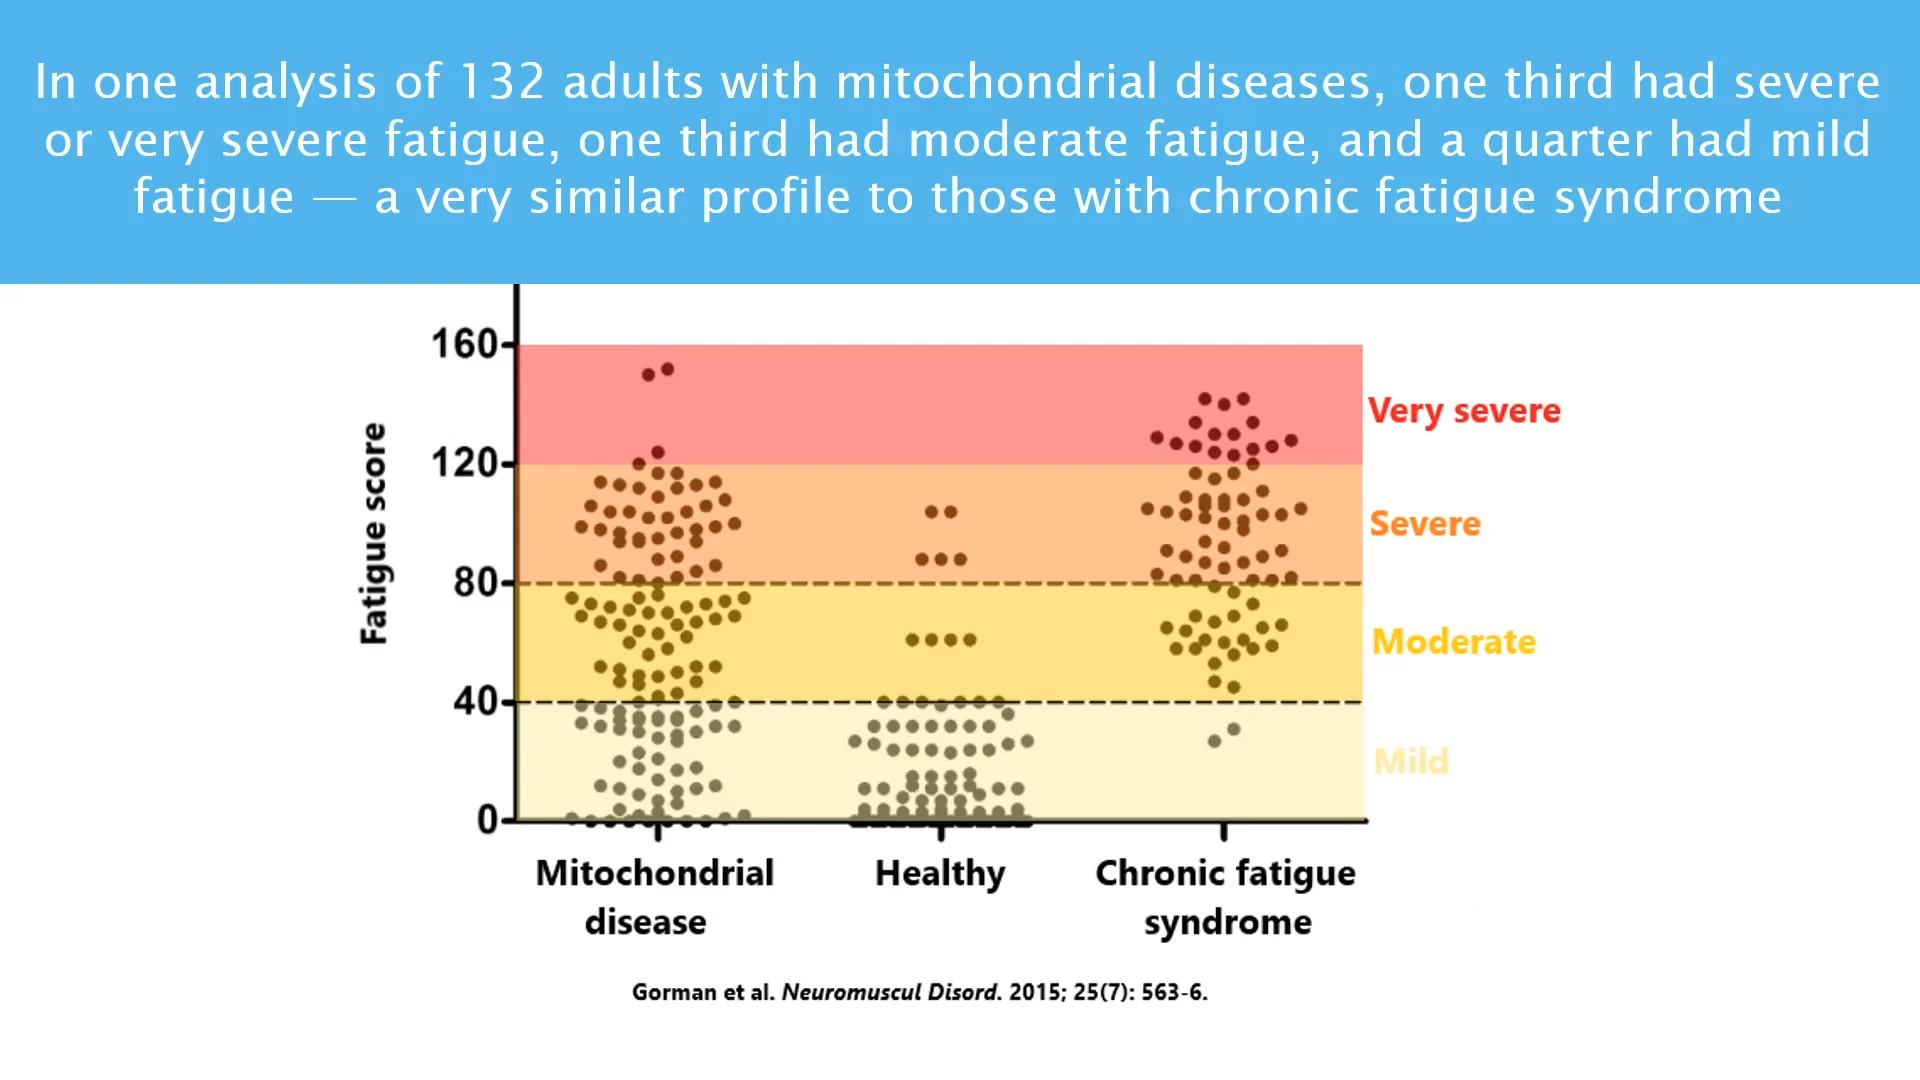 In one analysis of 132 adults with mitochondrial diseases, one third had severe
or very severe fatigue, one third had moderate fatigue, and a quarter had mild
fatigue — a very similar profile to those with chronic fatigue syndrome
160
Very severe
120
Fatigue score
Severe
80
Moderate
40
Mild
0
Mitochondrial
disease
Healthy
Chronic fatigue
syndrome
Gorman et al. Neuromuscul Disord. 2015; 25(7): 563-6.